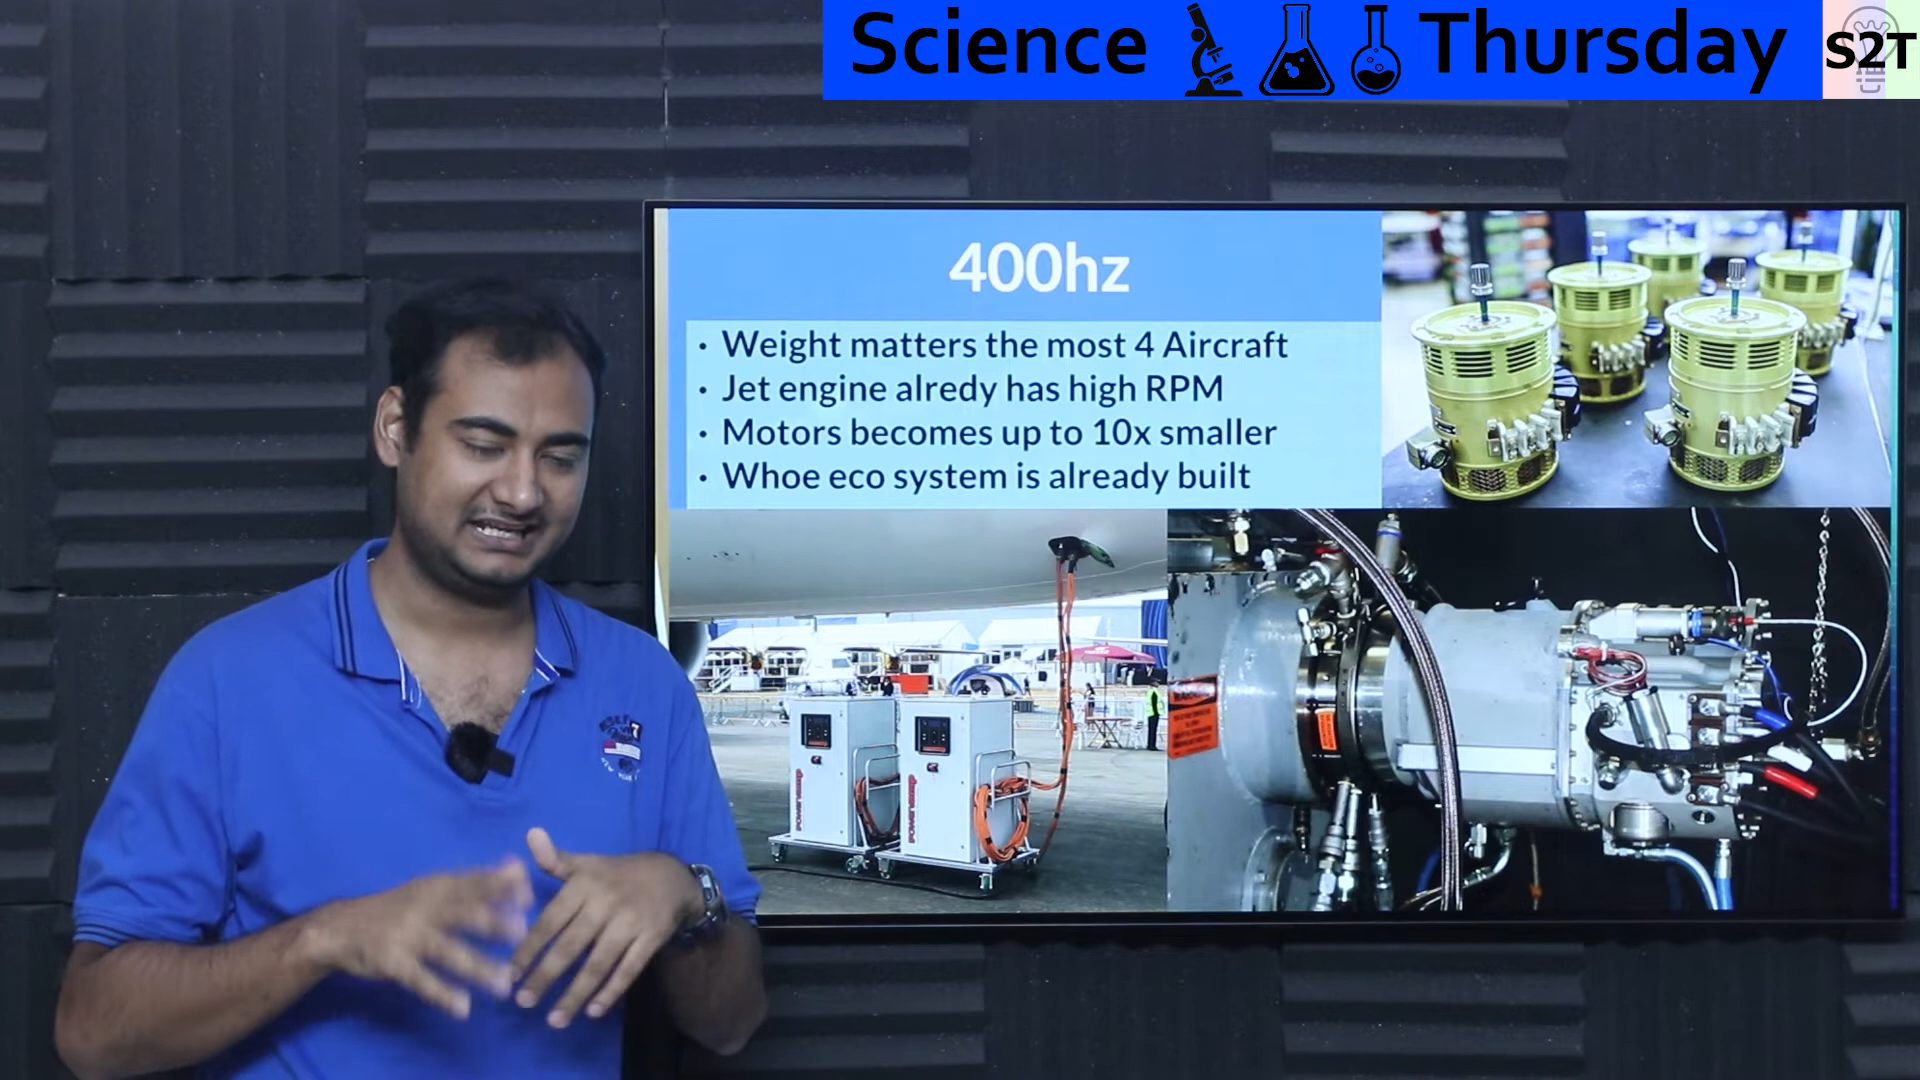 Science Thursday
S2T
400hz
• Weight matters the most 4 Aircraft
• Jet engine alredy has high RPM
• Motors becomes up to 10x smaller
• Whoe eco system is already built